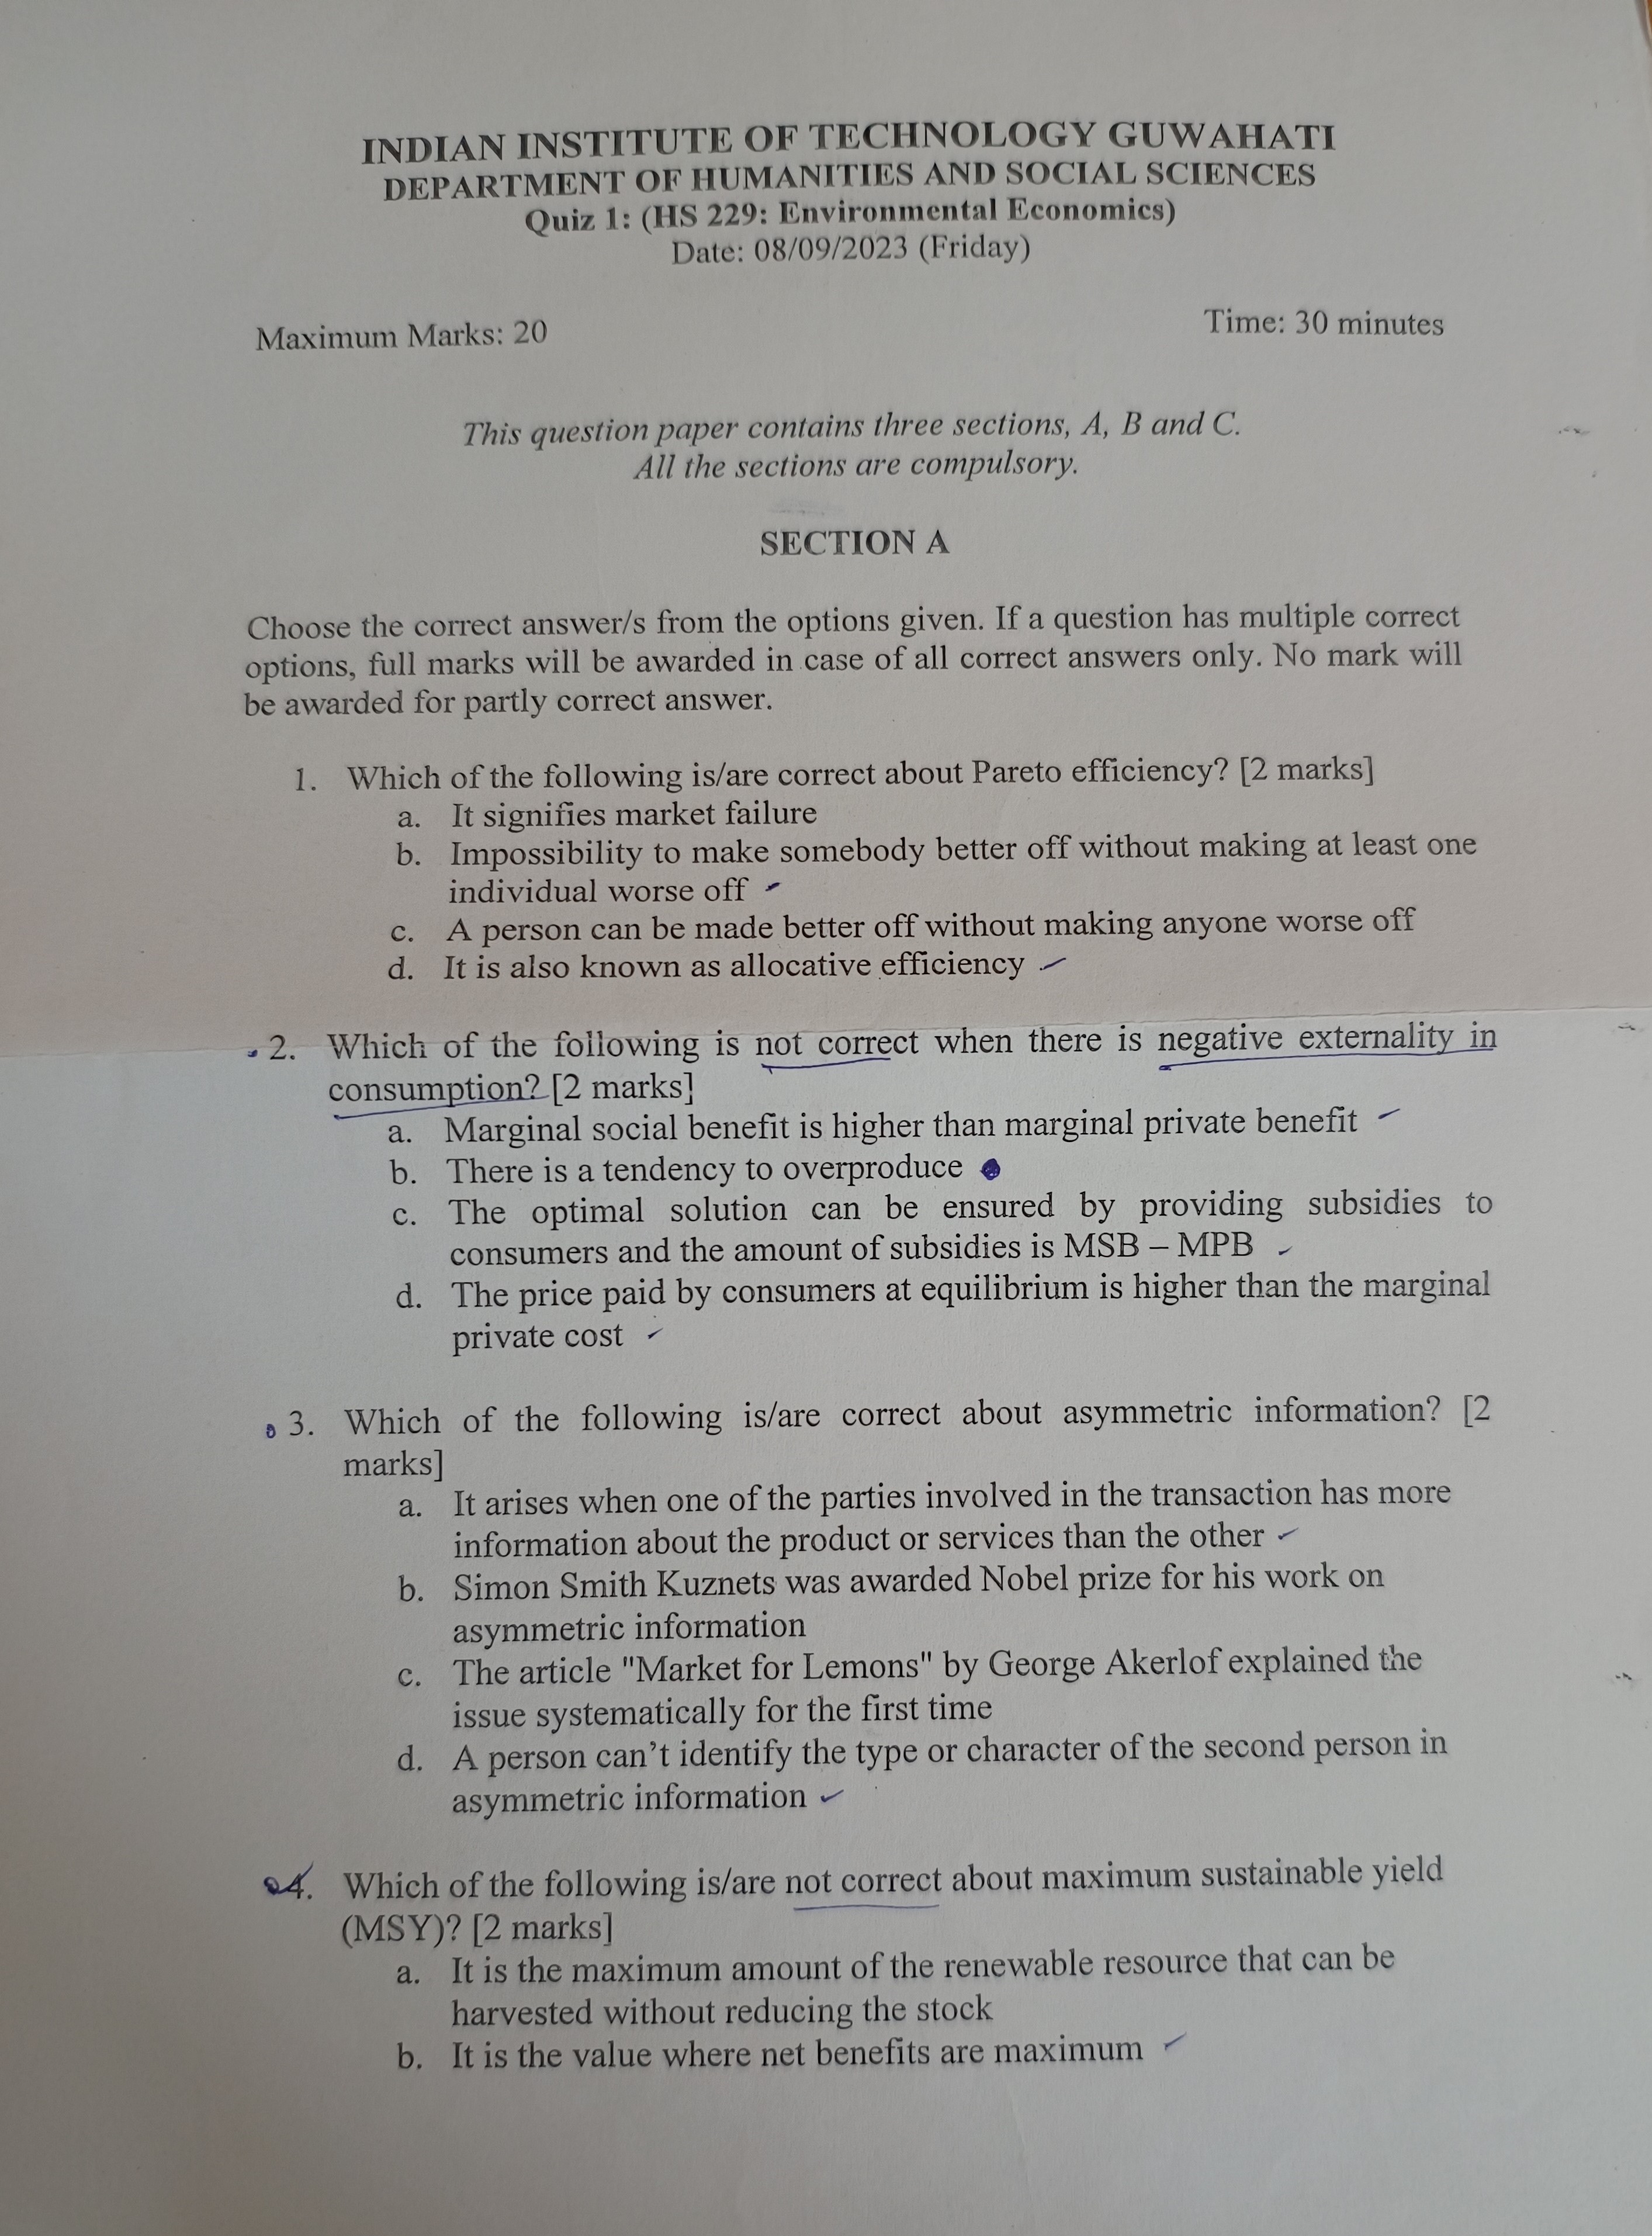 INDIAN INSTITUTE OF TECHNOLOGY GUWAHATI
DEPARTMENT OF HUMANITIES AND SOCIAL SCIENCES
Quiz 1: (HS 229: Environmental Economics)
Date: 08/09/2023 (Friday)
Maximum Marks: 20
Time: 30 minutes
This question paper contains three sections, A, B and C.
All the sections are compulsory.
SECTION A
Choose the correct answer/s from the options given. If a question has multiple correct
options, full marks will be awarded in case of all correct answers only. No mark will
be awarded for partly correct answer.
1. Which of the following is/are correct about Pareto efficiency? [2 marks]
a. It signifies market failure
b. Impossibility to make somebody better off without making at least one
individual worse off
c. A person can be made better off without making anyone worse off
d. It is also known as allocative efficiency
2. Which of the following is not correct when there is negative externality in
consumption? [2 marks]
a. Marginal social benefit is higher than marginal private benefit
b. There is a tendency to overproduce
c. The optimal solution can be ensured by providing subsidies to
consumers and the amount of subsidies is MSB – MPB
d. The price paid by consumers at equilibrium is higher than the marginal
private cost
3. Which of the following is/are correct about asymmetric information? [2
marks]
a. It arises when one of the parties involved in the transaction has more
information about the product or services than the other
b. Simon Smith Kuznets was awarded Nobel prize for his work on
asymmetric information
c. The article "Market for Lemons" by George Akerlof explained the
issue systematically for the first time
d. A person can’t identify the type or character of the second person in
asymmetric information
4. Which of the following is/are not correct about maximum sustainable yield
(MSY)? [2 marks]
a. It is the maximum amount of the renewable resource that can be
harvested without reducing the stock
b. It is the value where net benefits are maximum